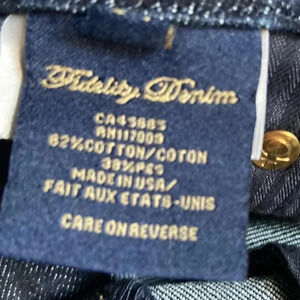 Fidelity Denim
CA43885
RN117009
62%COTTON/COTON
38%PES
MADE IN USA/
FAIT AUX ETATS-UNIS
CARE ON REVERSE